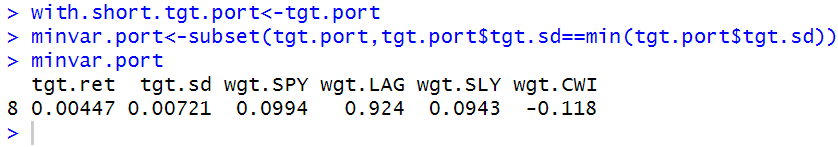 > with.short.tgt.port<-tgt.port
> minvar.port<-subset(tgt.port,tgt.port$tgt.sd==min(tgt.port$tgt.sd))
> minvar.port
  tgt.ret  tgt.sd wgt.SPY wgt.LAG wgt.SLY wgt.CWI
8 0.00447 0.00721  0.0994   0.924  0.0943  -0.118
>